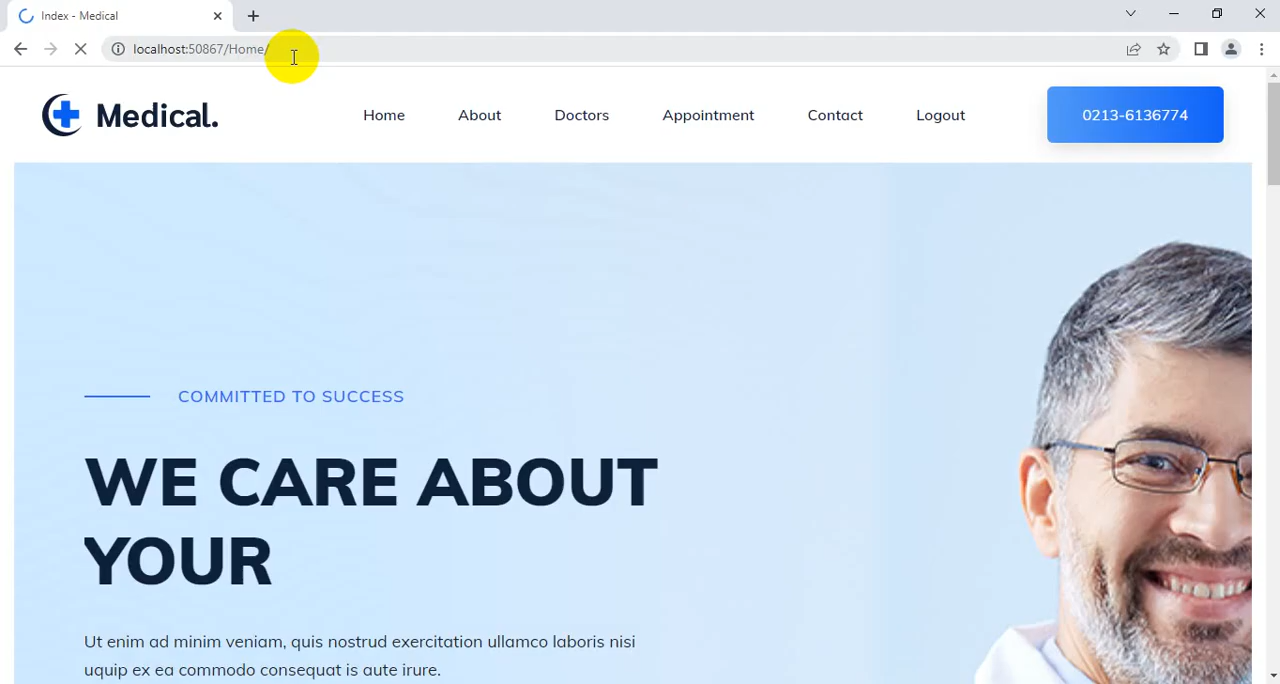 Index - Medical
localhost:50867/Home/
Medical.
Home About Doctors Appointment Contact Logout
0213-6136774
COMMITTED TO SUCCESS
WE CARE ABOUT
YOUR
Ut enim ad minim veniam, quis nostrud exercitation ullamco laboris nisi
uquip ex ea commodo consequat is aute irure.